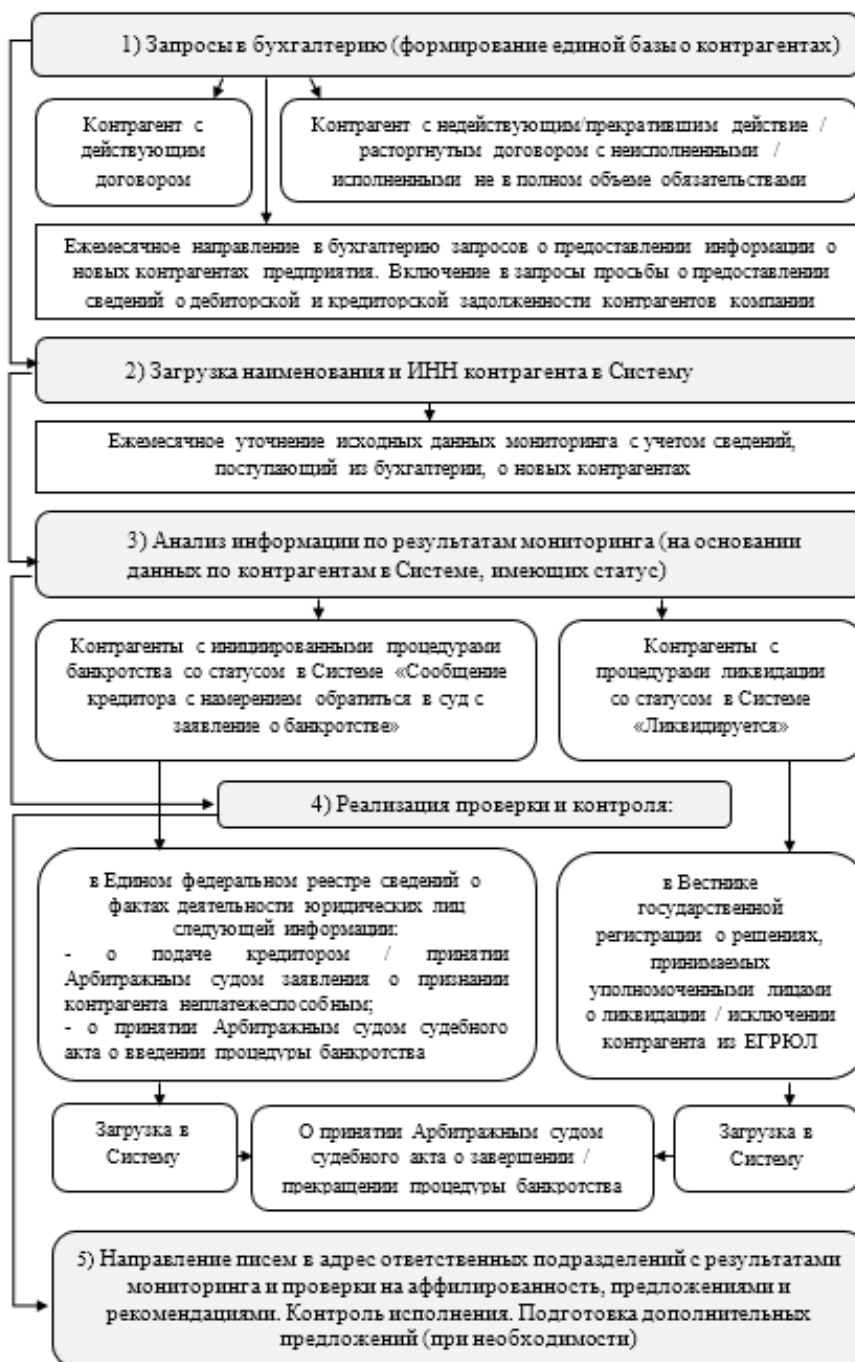 1) Запросы в бухгалтерию (формирование единой базы о контрагентах)
Контрагент с
действующим
договором
Контрагент с недействующим/прекратившим действие /
расторгнутым договором с неисполненными /
исполненными не в полном объеме обязательствами
Ежемесячное направление в бухгалтерию запросов о предоставлении информации о
новых контрагентах предприятия. Включение в запросы просьбы о предоставлении
сведений о дебиторской и кредиторской задолженности контрагентов компании
2) Загрузка наименования и ИНН контрагента в Систему
Ежемесячное уточнение исходных данных мониторинга с учетом сведений,
поступающий из бухгалтерии, о новых контрагентах
3) Анализ информации по результатам мониторинга (на основании
данных по контрагентам в Системе, имеющих статус)
Контрагенты с инициированными процедурами
банкротства со статусом в Системе «Сообщение
кредитора с намерением обратиться в суд с
заявление о банкротстве»
Контрагенты с
процедурами ликвидации
со статусом в Системе
«Ликвидируется»
4) Реализация проверки и контроля:
в Едином федеральном реестре сведений о
фактах деятельности юридических лиц
следующей информации:
- о подаче кредитором / принятии
Арбитражным судом заявления о признании
контрагента неплатежеспособным;
- о принятии Арбитражным судом судебного
акта о введении процедуры банкротства
в Вестнике
государственной
регистрации о решениях,
принимаемых
уполномоченными лицами
о ликвидации / исключении
контрагента из ЕГРЮЛ
Загрузка в
Систему
О принятии Арбитражным судом
судебного акта о завершении /
прекращении процедуры банкротства
Загрузка в
Систему
5) Направление писем в адрес ответственных подразделений с результатами
мониторинга и проверки на аффилированность, предложениями и
рекомендациями. Контроль исполнения. Подготовка дополнительных
предложений (при необходимости)